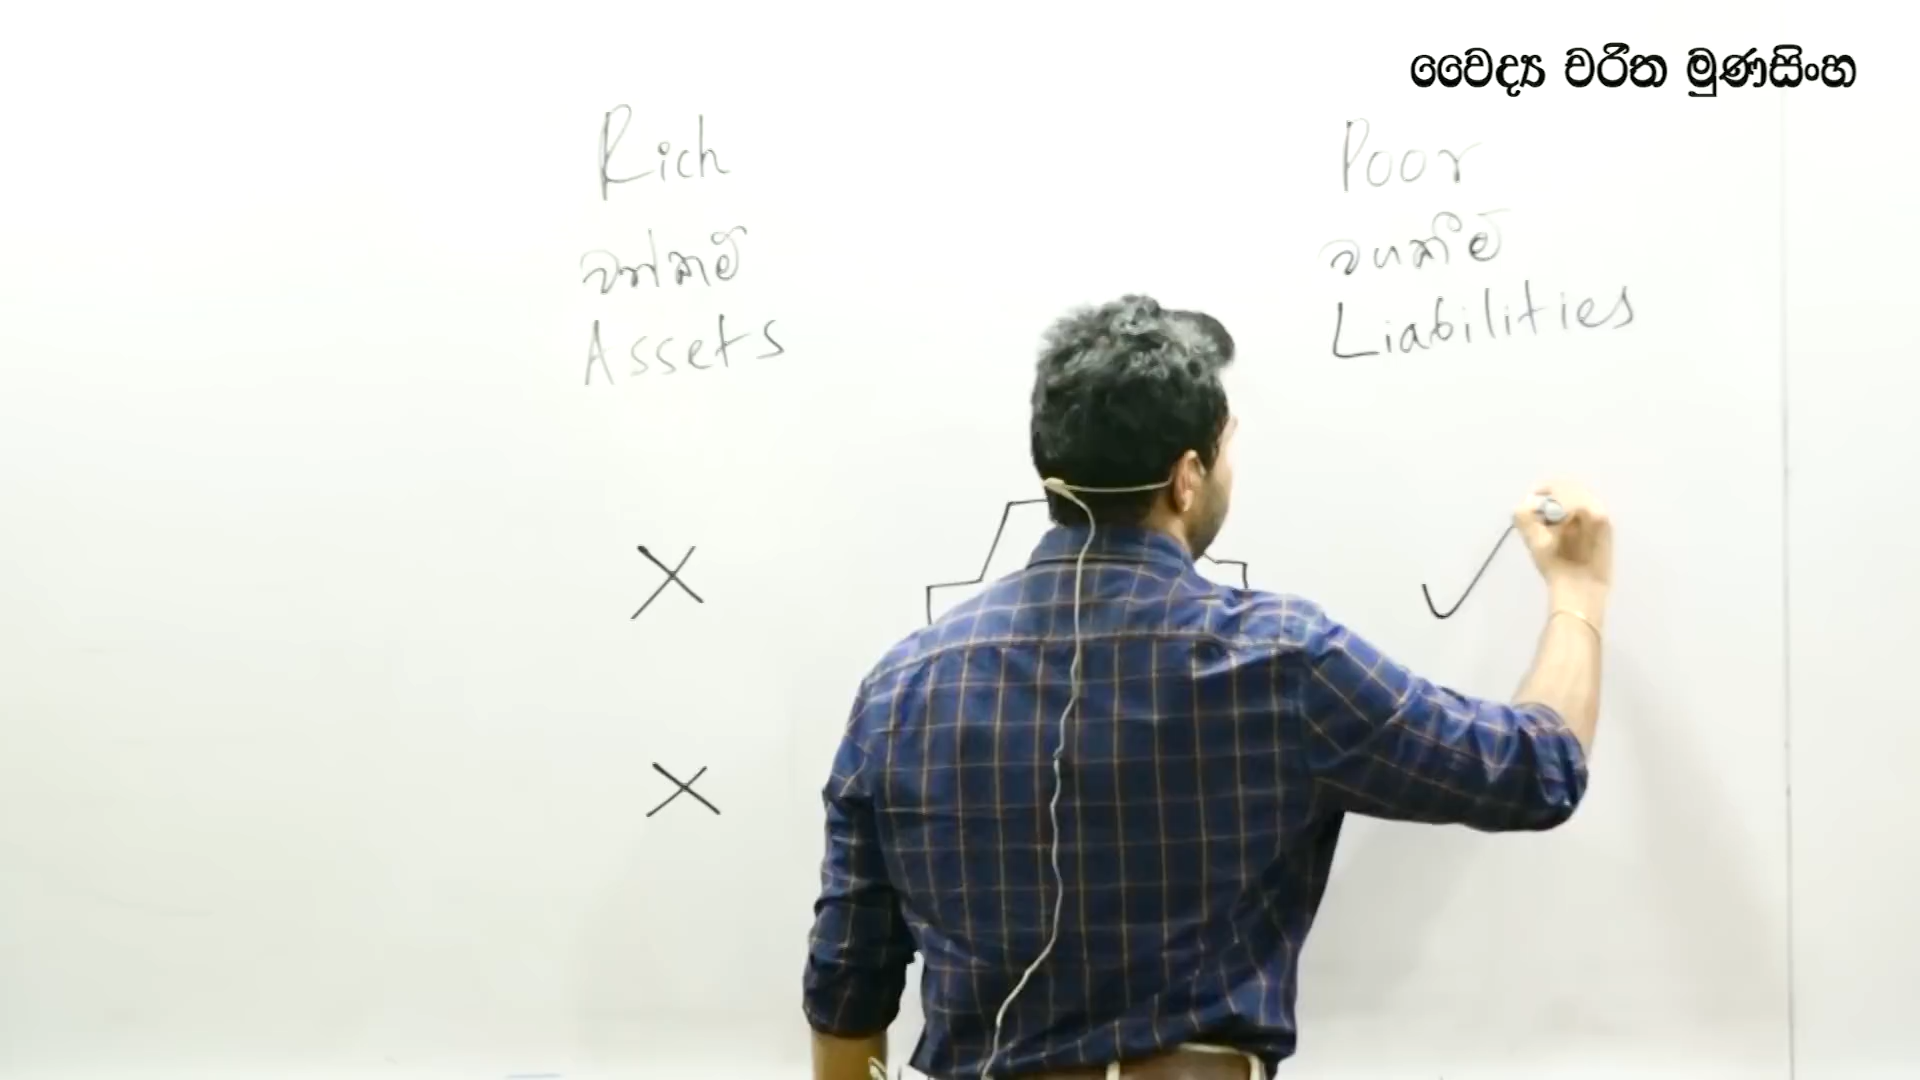 වෛද්‍ය චරිත මුණසිංහ
Rich
වත්කම්
Assets
Poor
වගකීම්
Liabilities